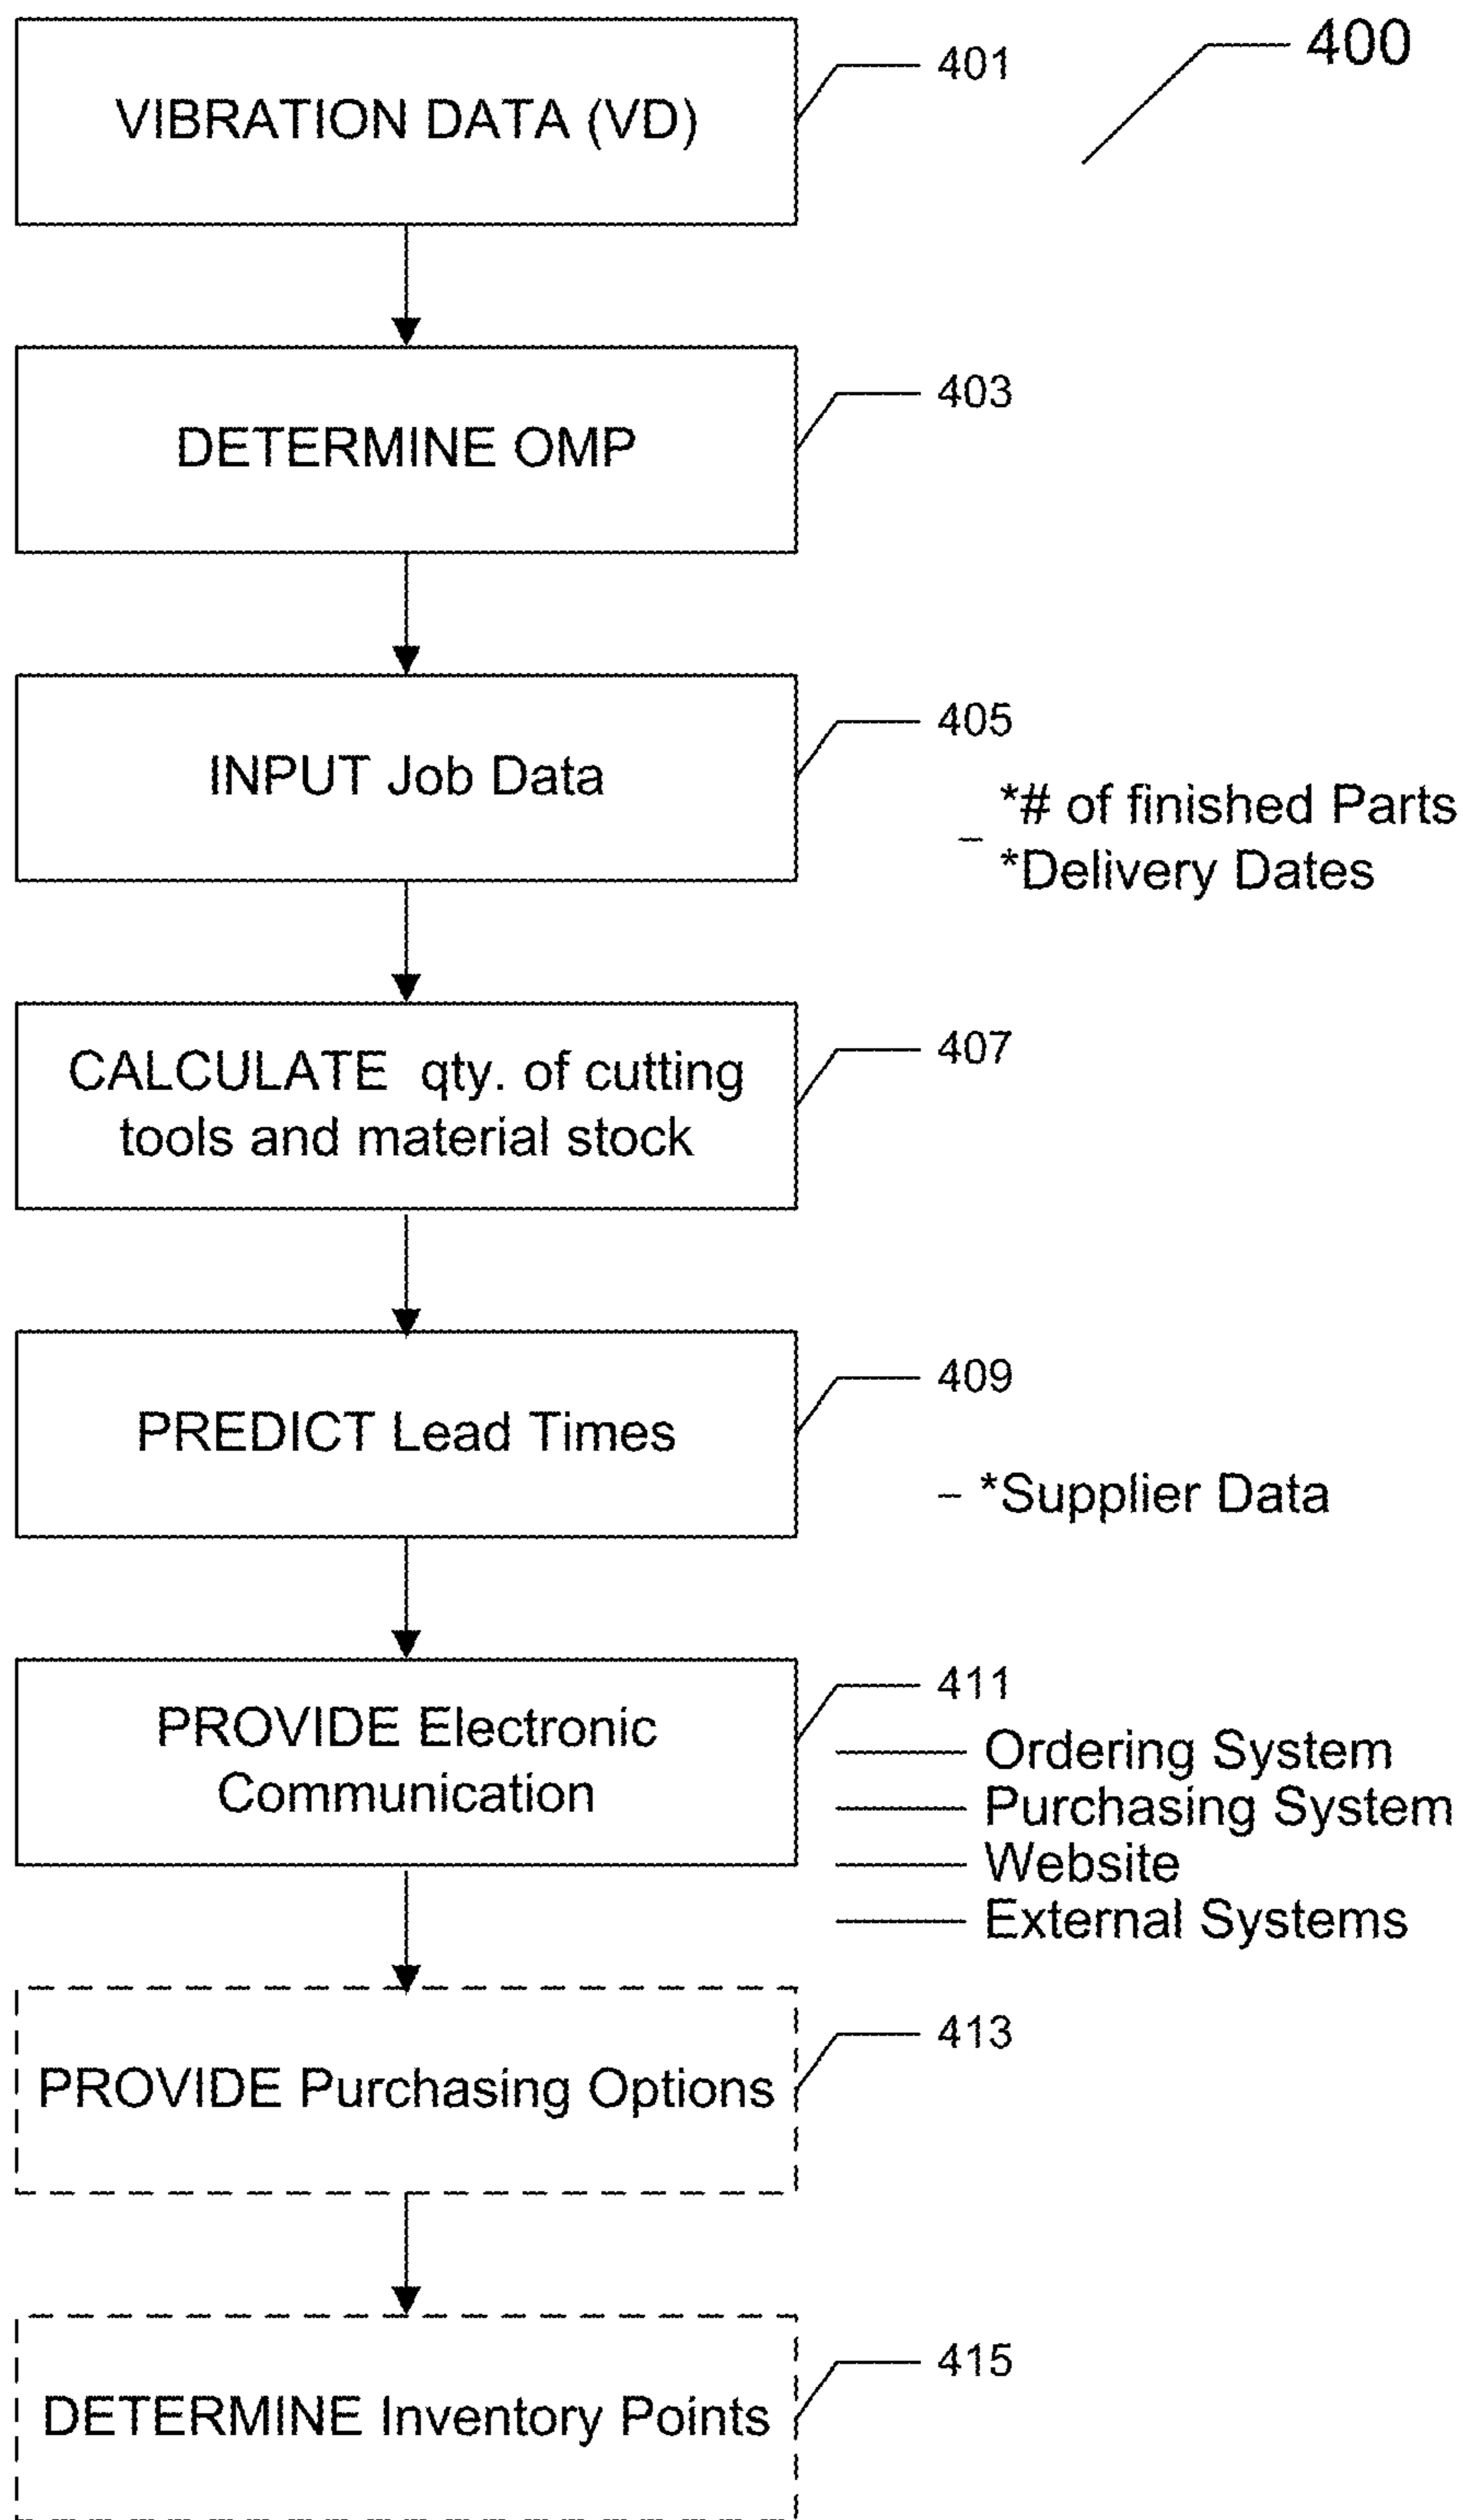 400
VIBRATION DATA (VD)
401
DETERMINE OMP
403
INPUT Job Data
405
*# of finished Parts
*Delivery Dates
CALCULATE qty. of cutting
tools and material stock
407
PREDICT Lead Times
409
*Supplier Data
PROVIDE Electronic
Communication
411
Ordering System
Purchasing System
Website
External Systems
PROVIDE Purchasing Options
413
DETERMINE Inventory Points
415